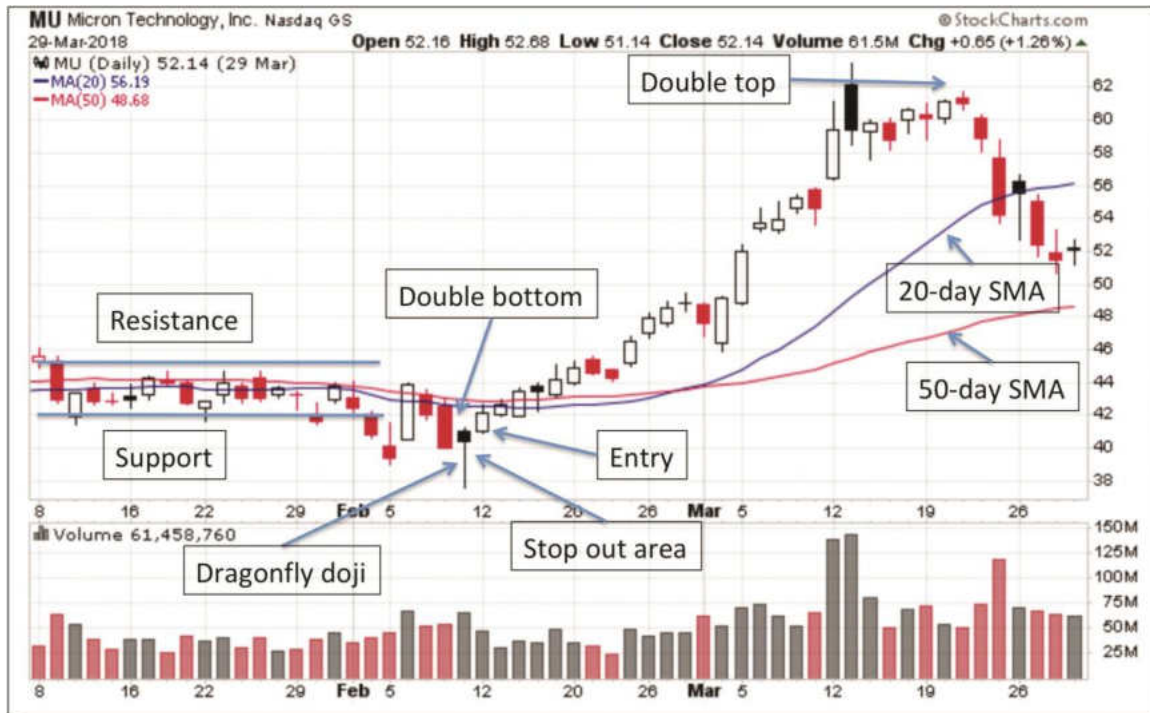 MU Micron Technology, Inc. Nasdaq GS
© StockCharts.com
29-Mar-2018
Open 52.16 High 52.68 Low 51.14 Close 52.14 Volume 61.5M Chg +0.65 (+1.26%)
MU (Daily) 52.14 (29 Mar)
MA(20) 56.19
MA(50) 48.68
Double top
62
60
58
56
54
52
50
48
46
44
42
40
38
20-day SMA
50-day SMA
Double bottom
Resistance
Support
Entry
8 16 22 29 Feb 5 12 20 26 Mar 5 12 19 26
Stop out area
Dragonfly doji
Volume 61,458,760
150M
125M
100M
75M
50M
25M
8 16 22 29 Feb 5 12 20 26 Mar 5 12 19 26